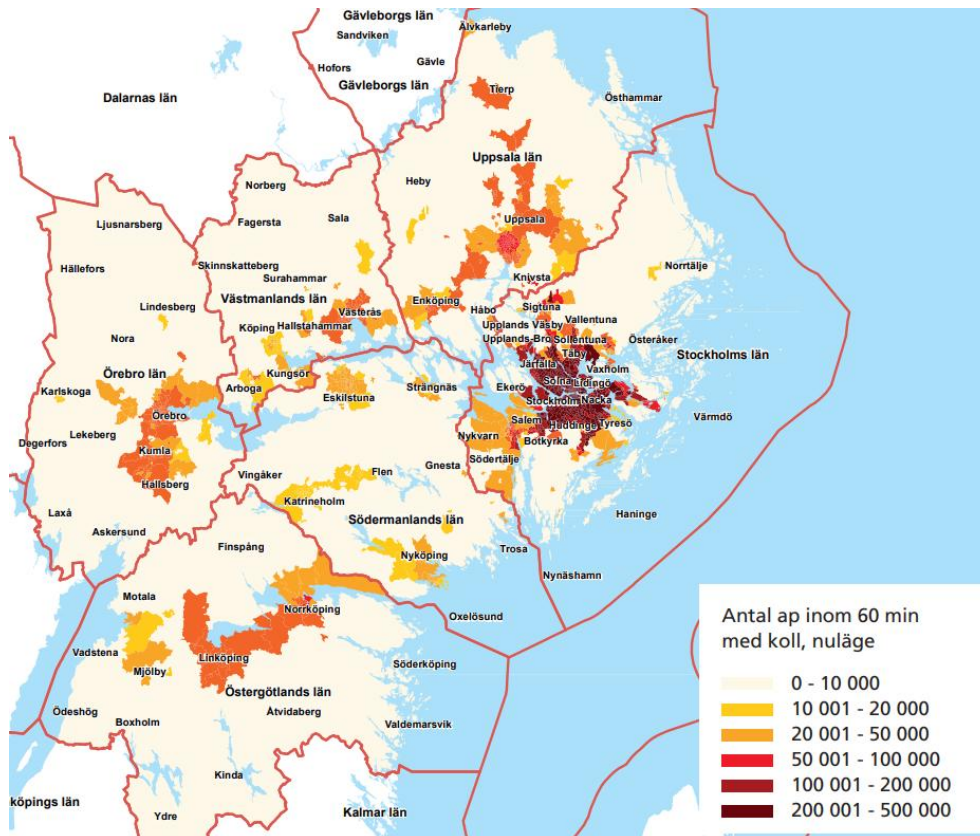 Gävleborgs län
Sandviken
Älvkarleby
Hofors
Gävle
Gävleborgs län
Dalarnas län
Tierp
Östhammar
Uppsala län
Norberg
Heby
Ljusnarsberg
Fagersta
Sala
Uppsala
Hällefors
Skinnskatteberg
Surahammar
Knivsta
Norrtälje
Lindesberg
Västmanlands län
Enköping
Håbo
Sigtuna
Köping
Hallstahammar
Västerås
Upplands Väsby
Vallentuna
Nora
Upplands-Bro
Sollentuna
Österåker
Stockholms län
Täby
Järfälla
Vaxholm
Örebro län
Kungsör
Solna
Lidingö
Karlskoga
Arboga
Eskilstuna
Strängnäs
Ekerö
Stockholm
Nacka
Värmdö
Örebro
Salem
Huddinge
Tyresö
Degerfors
Lekeberg
Kumla
Nykvarn
Botkyrka
Södertälje
Hallsberg
Vingåker
Flen
Gnesta
Katrineholm
Laxå
Södermanlands län
Haninge
Askersund
Finspång
Nyköping
Trosa
Nynäshamn
Motala
Norrköping
Oxelösund
Vadstena
Linköping
Söderköping
Mjölby
Östergötlands län
Ödeshög
Boxholm
Åtvidaberg
Valdemarsvik
Kinda
köpings län
Ydre
Kalmar län
Antal ap inom 60 min
med koll, nuläge
0 - 10 000
10 001 - 20 000
20 001 - 50 000
50 001 - 100 000
100 001 - 200 000
200 001 - 500 000